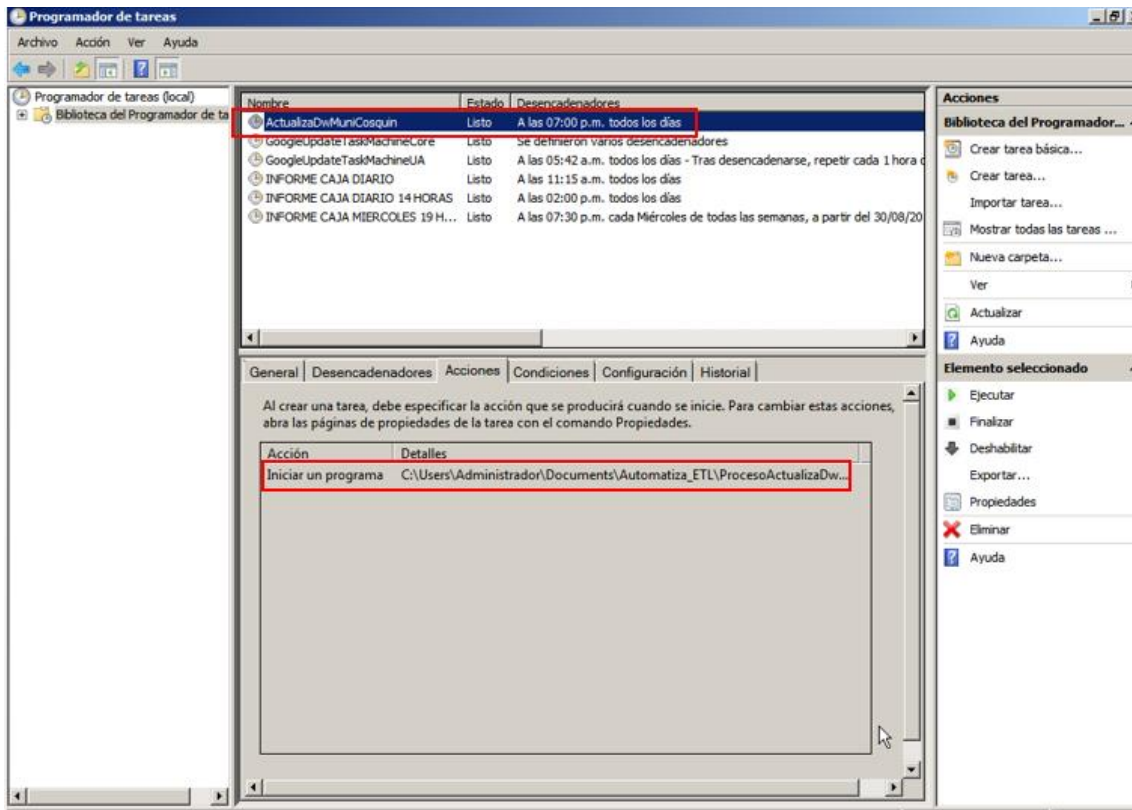 Programador de tareas
Archivo Acción Ver Ayuda
Programador de tareas (local)
Biblioteca del Programador de ta
Nombre Estado Desencadenadores
ActualizaDwMuniCosquin Listo A las 07:00 p.m. todos los días
GoogleUpdateTaskMachineCore Listo Se definieron varios desencadenadores
GoogleUpdateTaskMachineUA Listo A las 05:42 a.m. todos los días - Tras desencadenarse, repetir cada 1 hora d
INFORME CAJA DIARIO Listo A las 11:15 a.m. todos los días
INFORME CAJA DIARIO 14 HORAS Listo A las 02:00 p.m. todos los días
INFORME CAJA MIERCOLES 19 H... Listo A las 07:30 p.m. cada Miércoles de todas las semanas, a partir del 30/08/20
General Desencadenadores Acciones Condiciones Configuración Historial
Al crear una tarea, debe especificar la acción que se producirá cuando se inicie. Para cambiar estas acciones,
abra las páginas de propiedades de la tarea con el comando Propiedades.
Acción Detalles
Iniciar un programa C:\Users\Administrador\Documents\Automatiza_ETL\ProcesoActualizaDw...
Acciones
Biblioteca del Programador...
Crear tarea básica...
Crear tarea...
Importar tarea...
Mostrar todas las tareas ...
Nueva carpeta...
Ver
Actualizar
Ayuda
Elemento seleccionado
Ejecutar
Finalizar
Deshabilitar
Exportar...
Propiedades
Eliminar
Ayuda